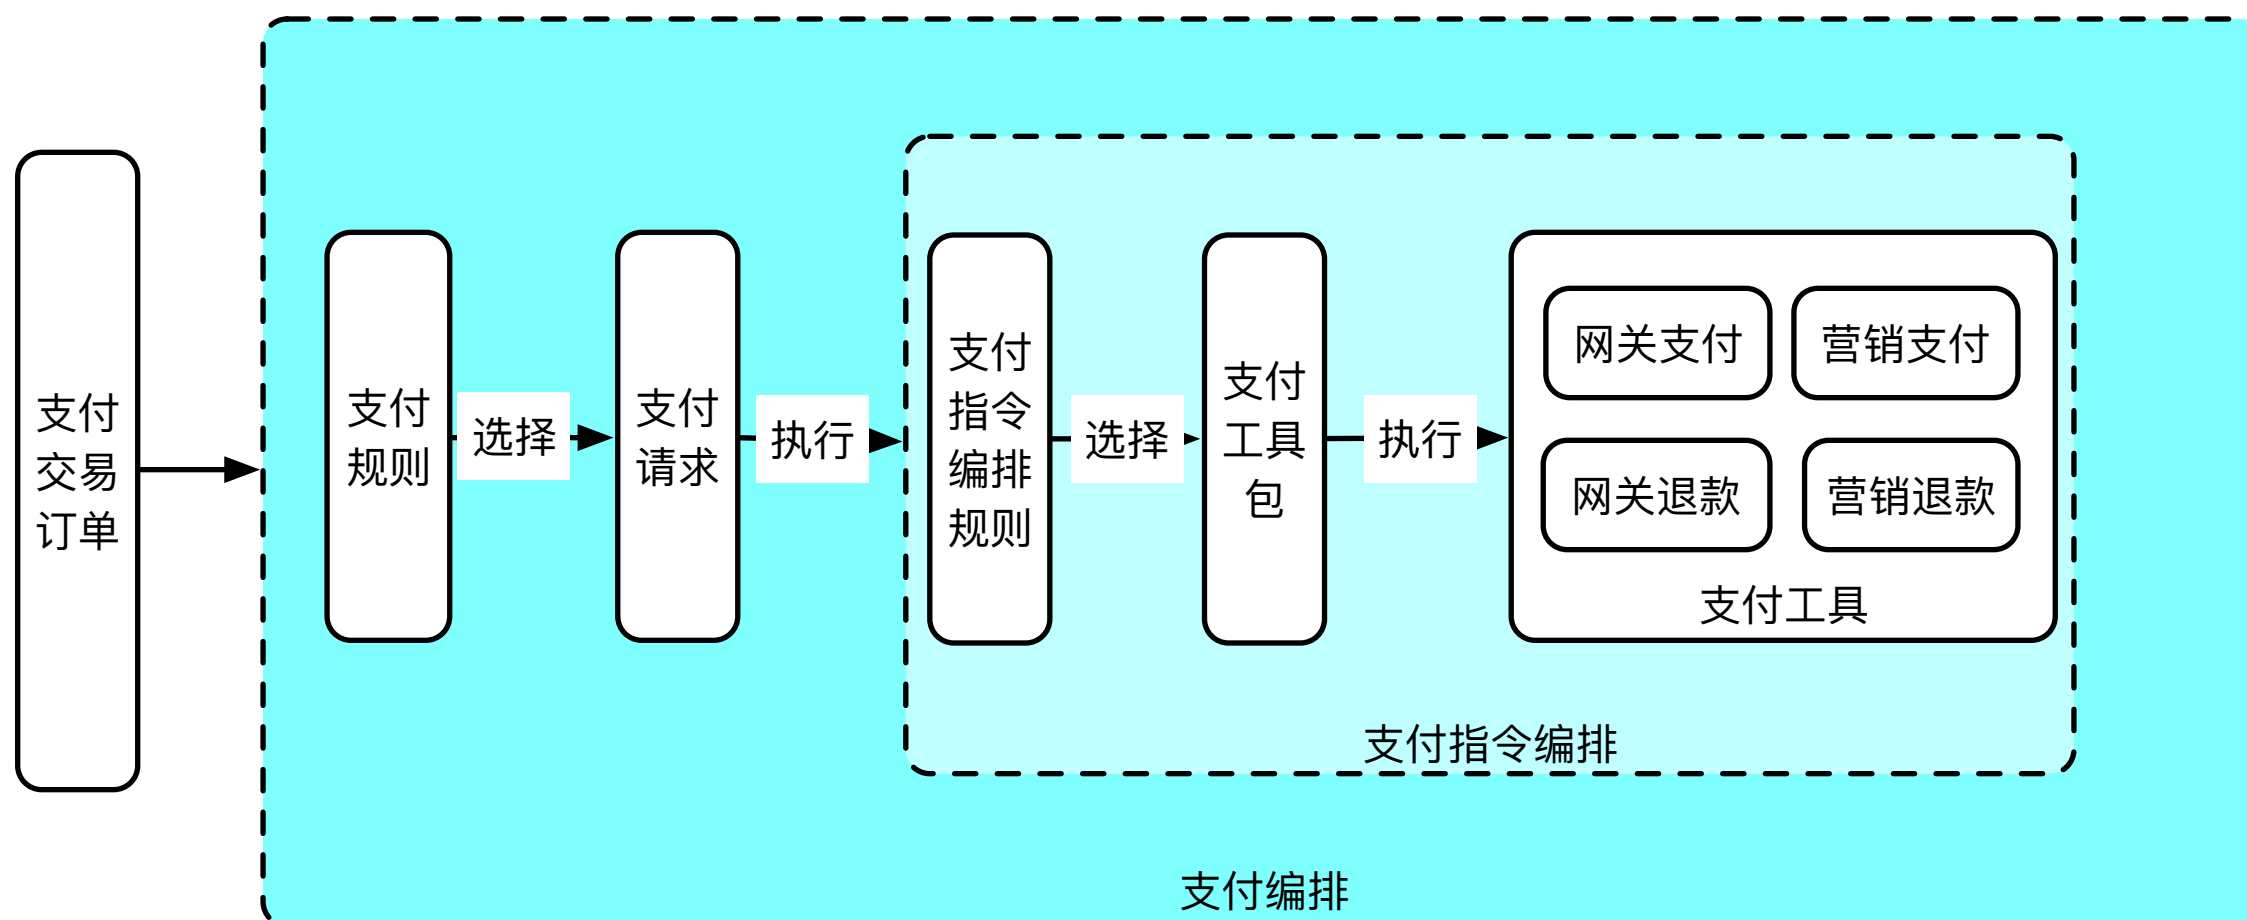 支付
交易
订单
支付
规则
选择
支付
请求
执行
支付
指令
编排
规则
选择
支付
工具
包
执行
网关支付
营销支付
网关退款
营销退款
支付工具
支付指令编排
支付编排